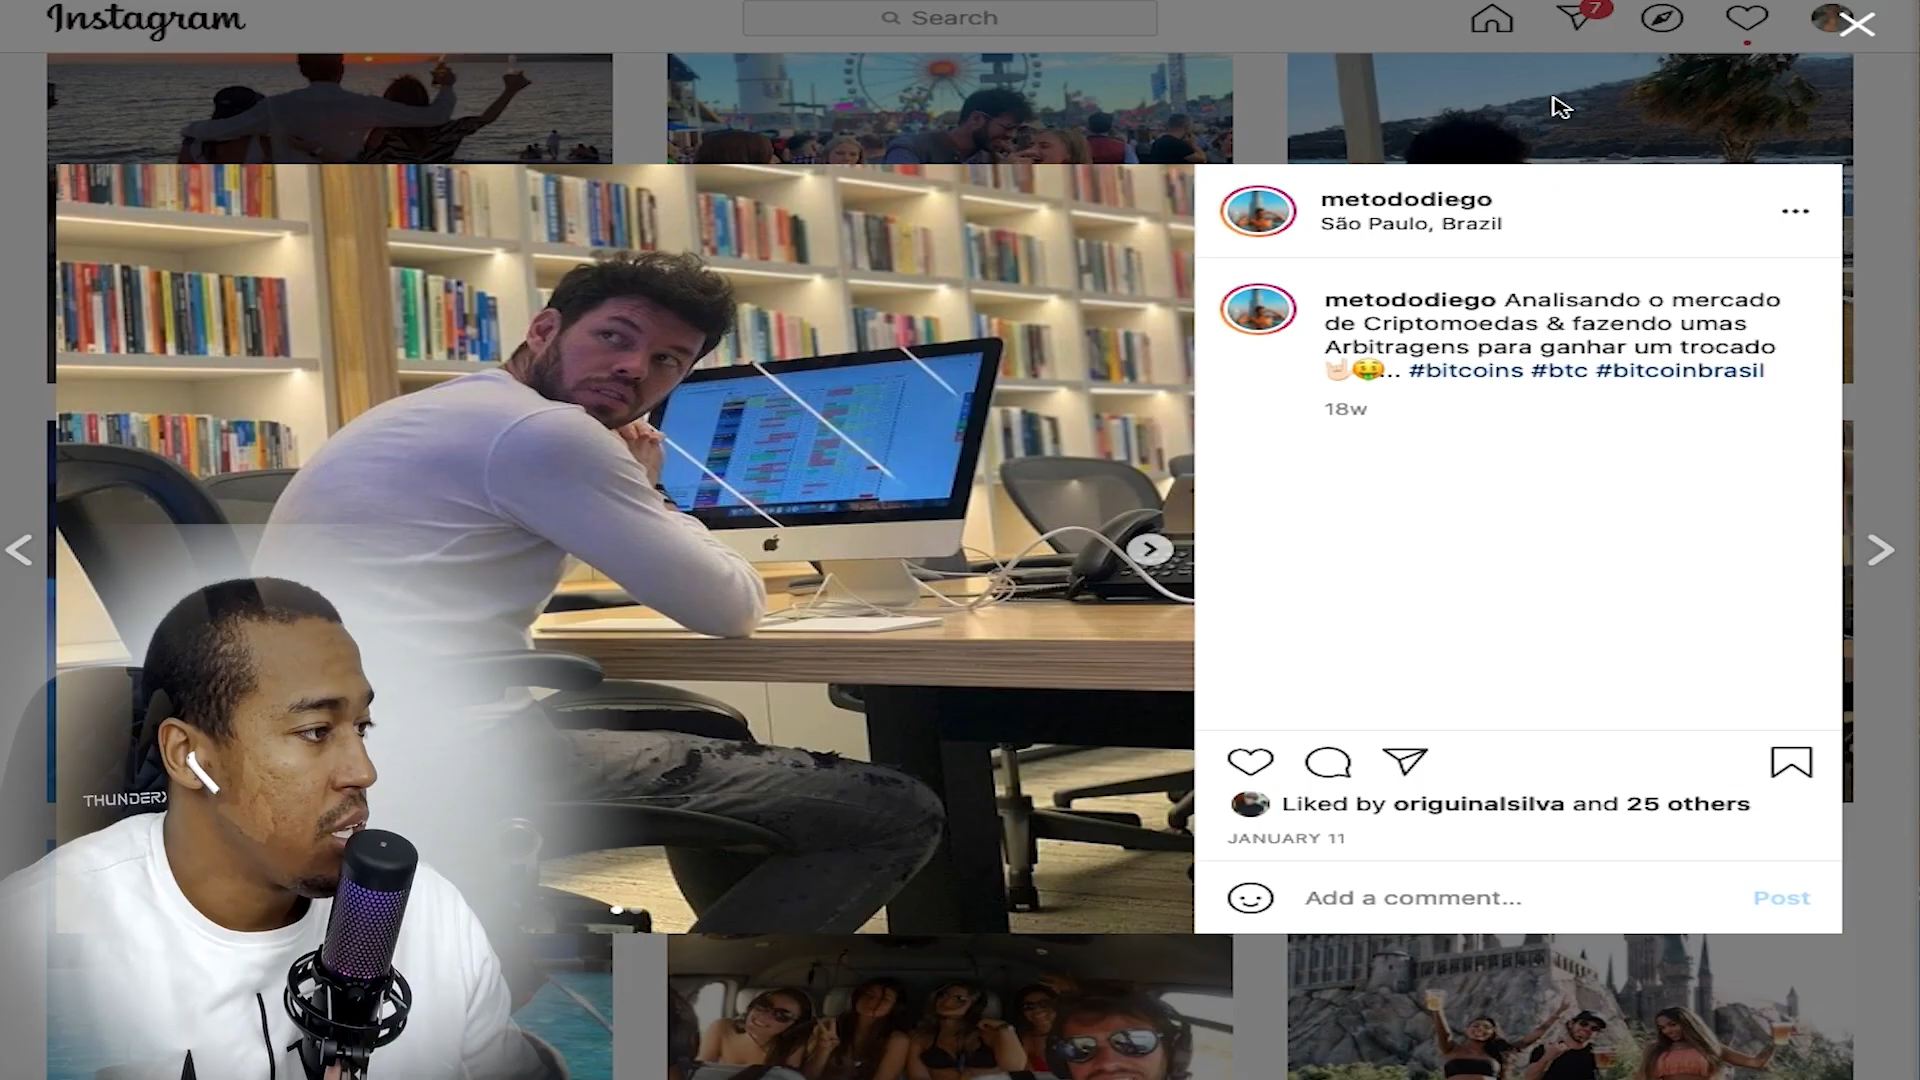 Instagram
Search
7
metododiego
São Paulo, Brazil
metododiego Analisando o mercado
de Criptomoedas & fazendo umas
Arbitragens para ganhar um trocado
🤘🏻🤑... #bitcoins #btc #bitcoinbrasil
18w
THUNDERX
Liked by origuinalsilva and 25 others
JANUARY 11
Add a comment...
Post